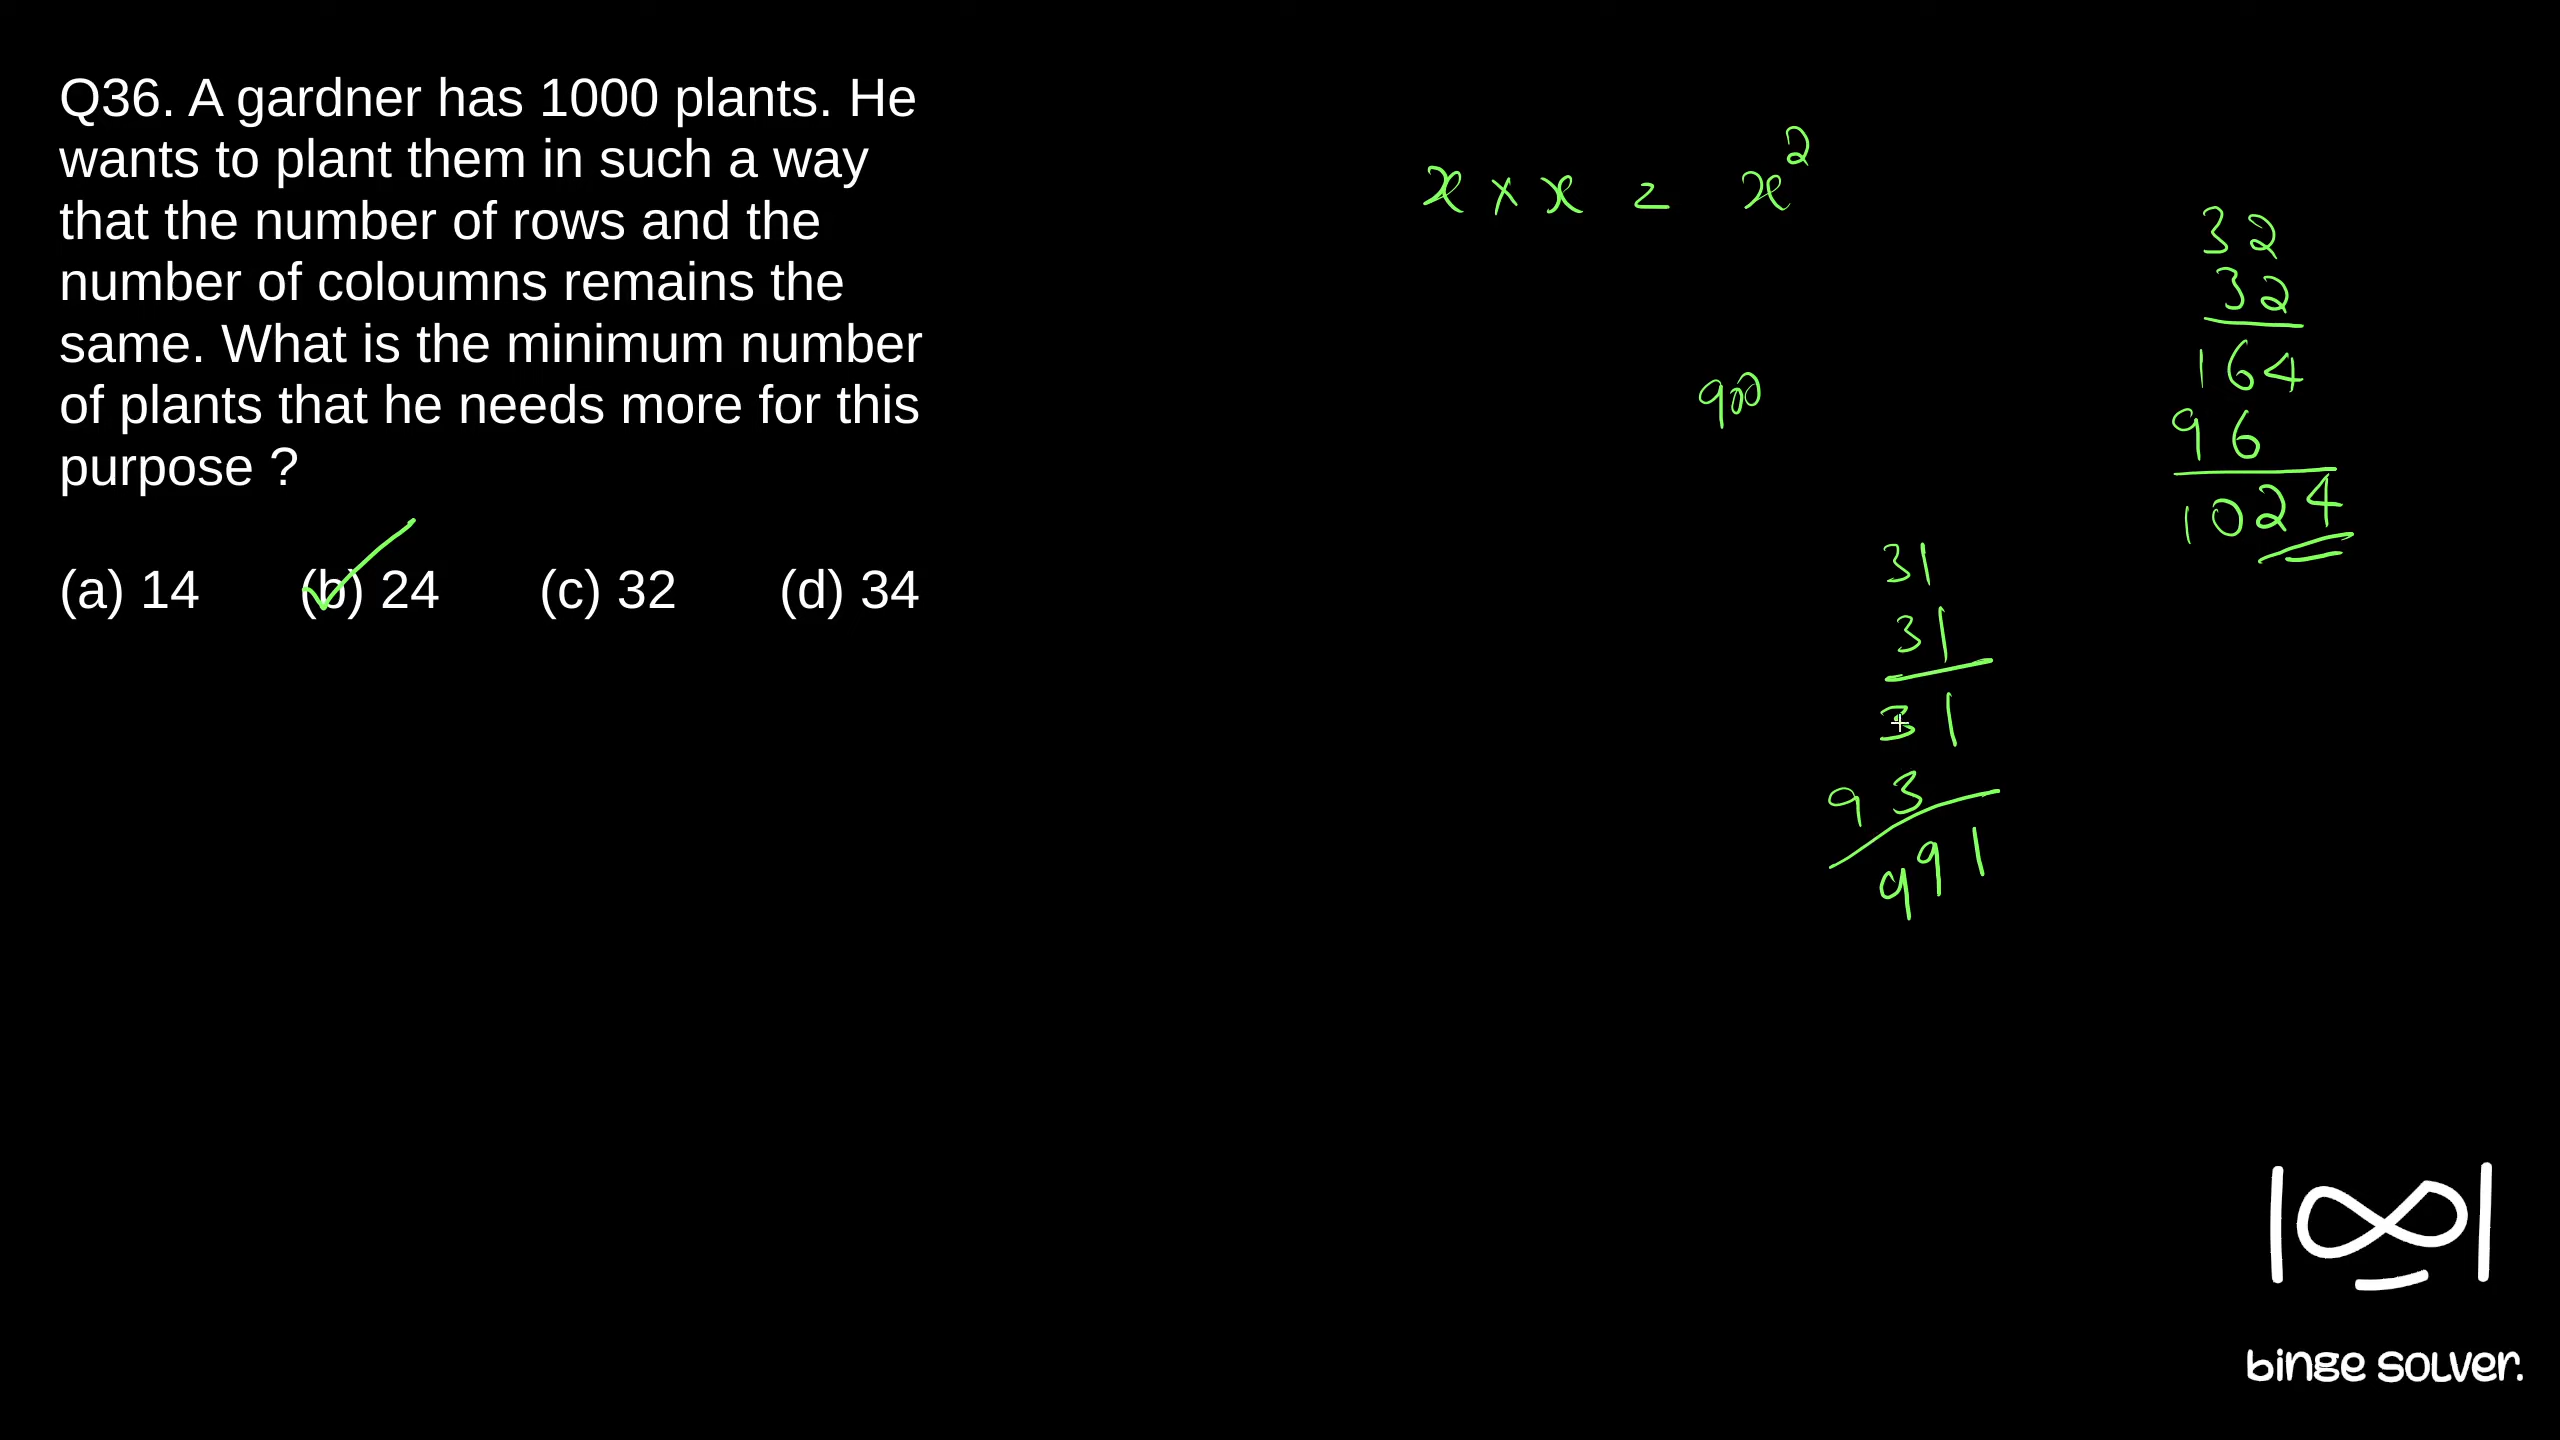 Q36. A gardner has 1000 plants. He
wants to plant them in such a way
that the number of rows and the
number of coloumns remains the
same. What is the minimum number
of plants that he needs more for this
purpose ?
(a) 14 (b) 24 (c) 32 (d) 34
x × x = x²
900
31
31
31
93
991
32
32
164
96
1024
binge solver.